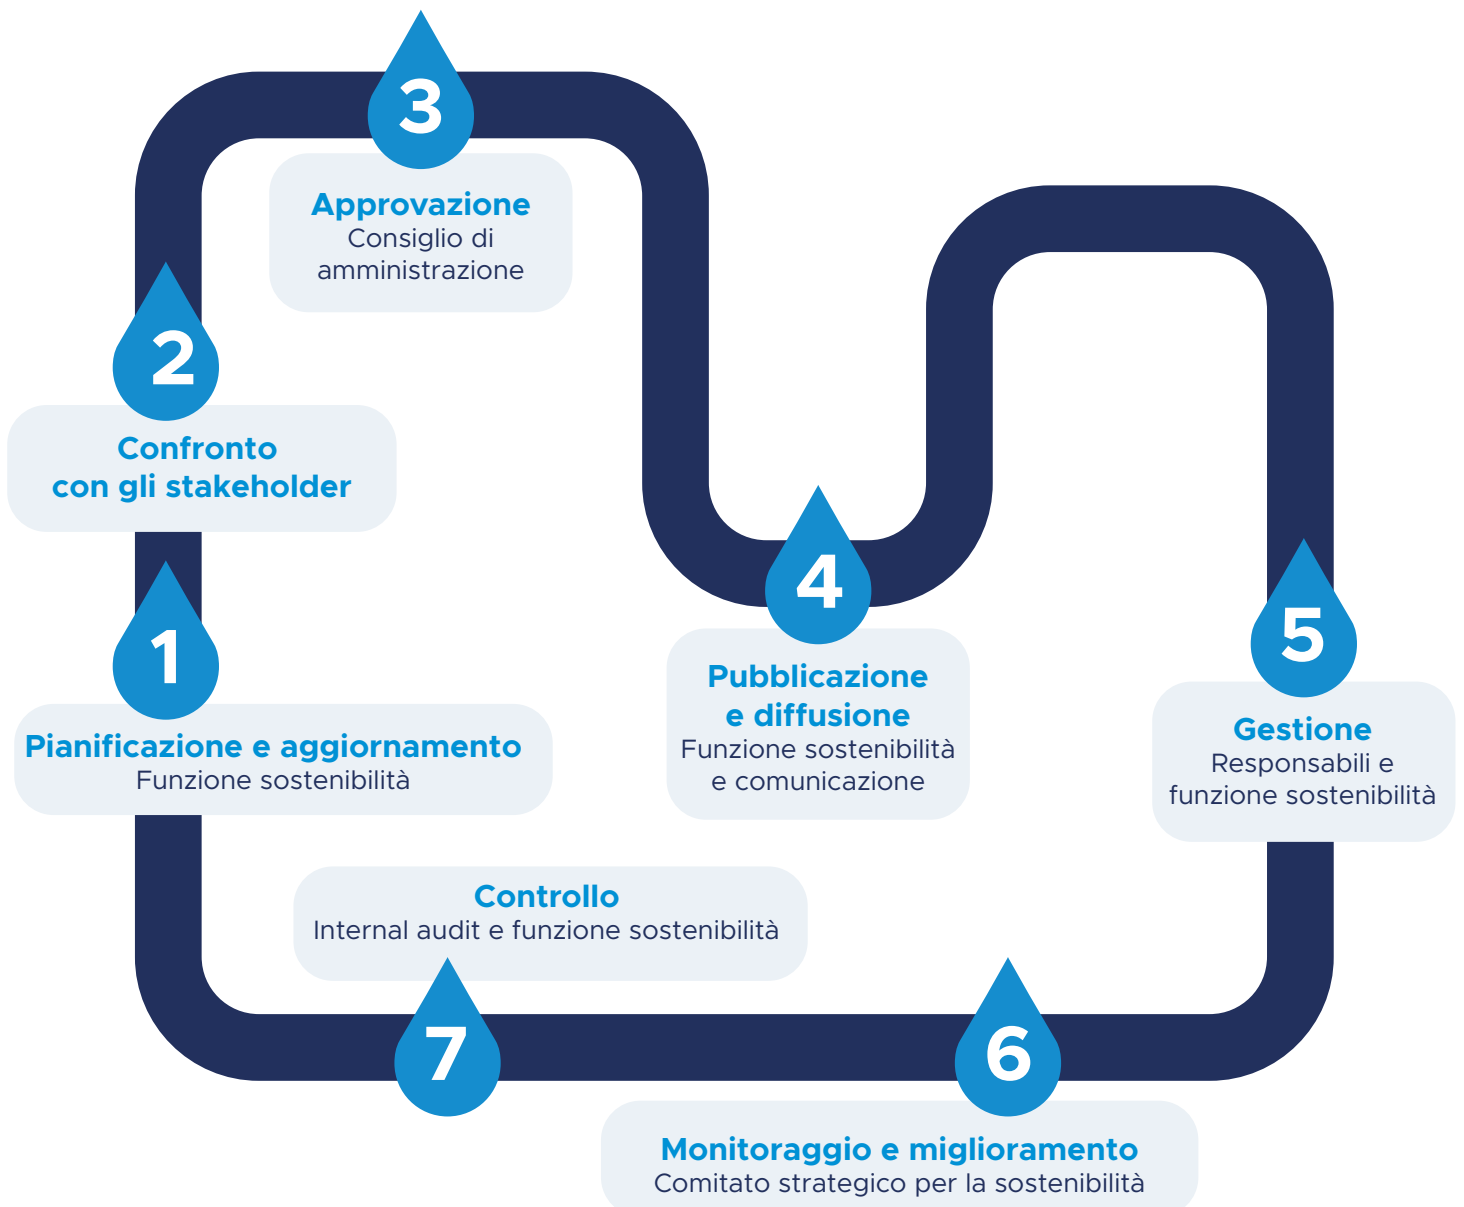 3
Approvazione
Consiglio di
amministrazione
2
Confronto
con gli stakeholder
1
Pianificazione e aggiornamento
Funzione sostenibilità
4
Pubblicazione
e diffusione
Funzione sostenibilità
e comunicazione
5
Gestione
Responsabili e
funzione sostenibilità
Controllo
Internal audit e funzione sostenibilità
7
6
Monitoraggio e miglioramento
Comitato strategico per la sostenibilità